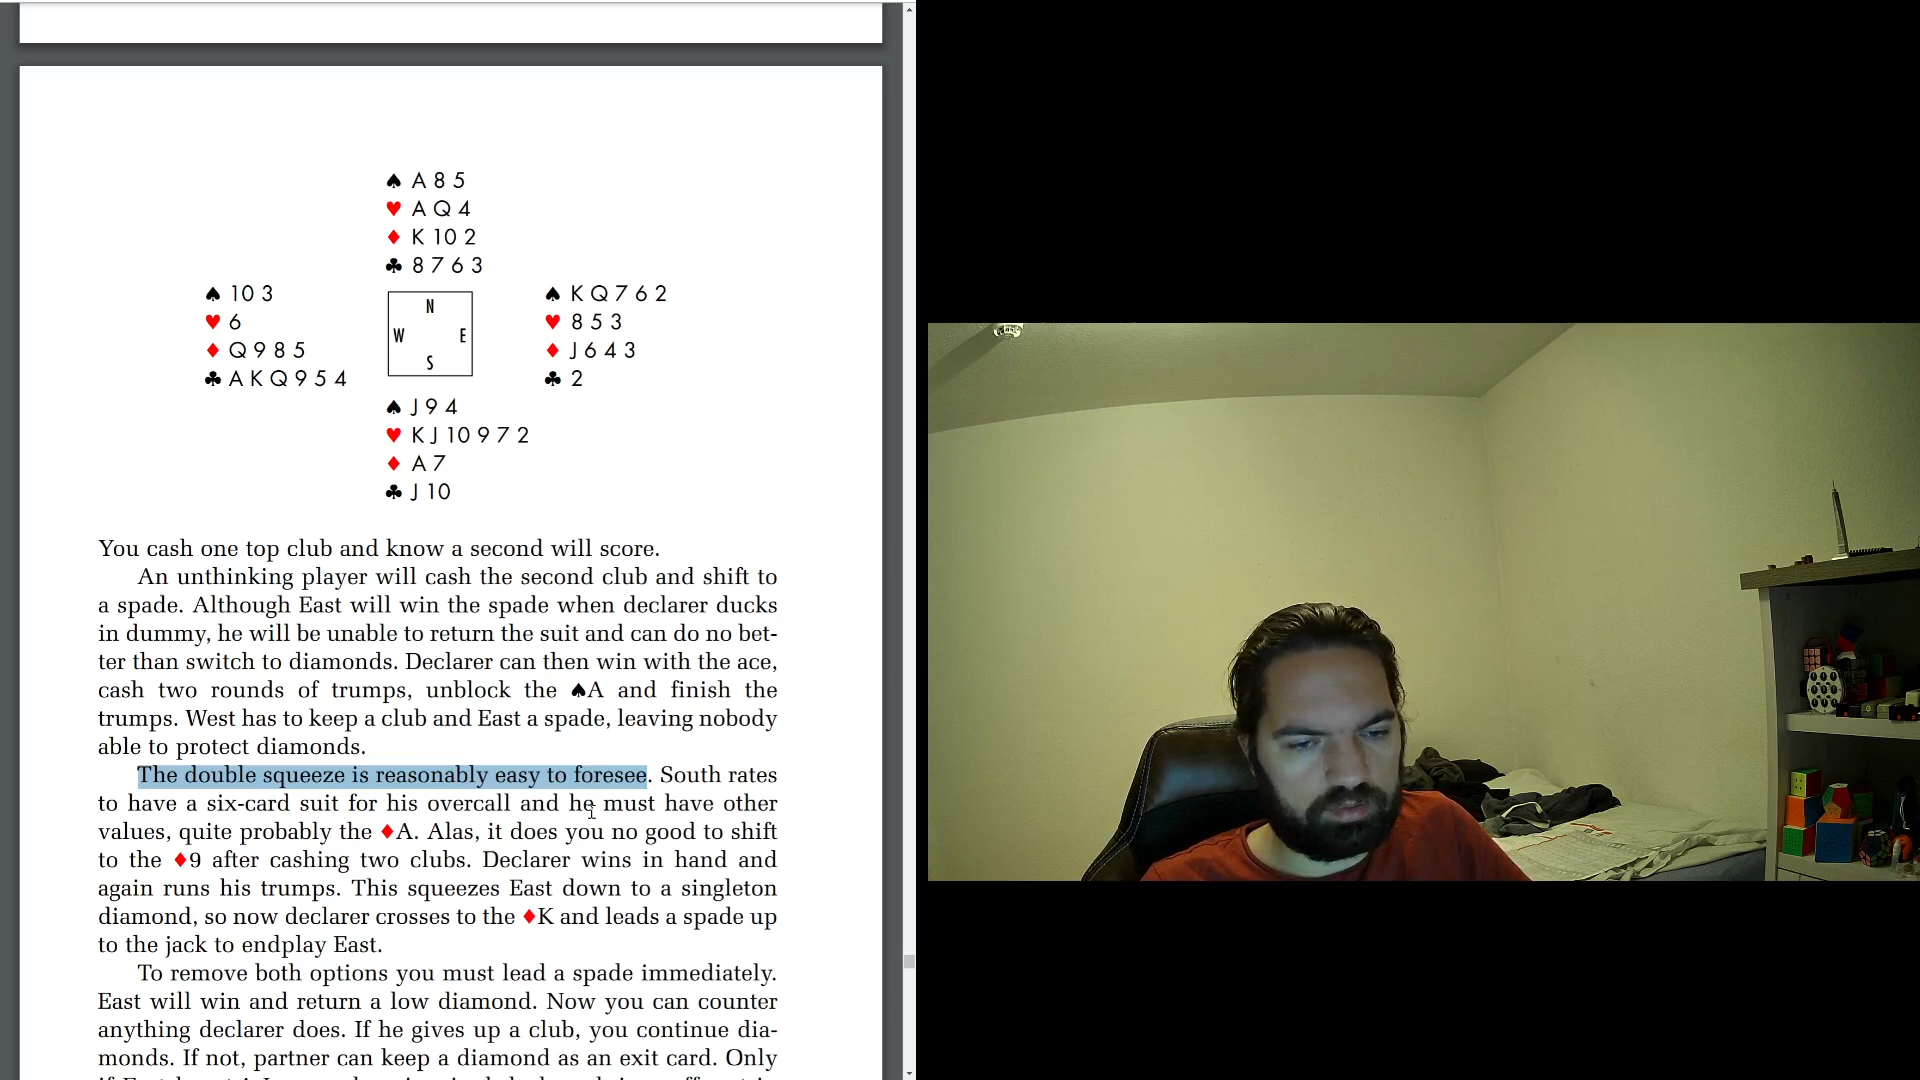 ♠ A 8 5
♥ A Q 4
♦ K 10 2
♣ 8 7 6 3
♠ 10 3
♥ 6
♦ Q 9 8 5
♣ A K Q 9 5 4
N
W E
S
♠ K Q 7 6 2
♥ 8 5 3
♦ J 6 4 3
♣ 2
♠ J 9 4
♥ K J 10 9 7 2
♦ A 7
♣ J 10
You cash one top club and know a second will score.
An unthinking player will cash the second club and shift to
a spade. Although East will win the spade when declarer ducks
in dummy, he will be unable to return the suit and can do no bet-
ter than switch to diamonds. Declarer can then win with the ace,
cash two rounds of trumps, unblock the ♠A and finish the
trumps. West has to keep a club and East a spade, leaving nobody
able to protect diamonds.
The double squeeze is reasonably easy to foresee. South rates
to have a six-card suit for his overcall and he must have other
values, quite probably the ♦A. Alas, it does you no good to shift
to the ♦9 after cashing two clubs. Declarer wins in hand and
again runs his trumps. This squeezes East down to a singleton
diamond, so now declarer crosses to the ♦K and leads a spade up
to the jack to endplay East.
To remove both options you must lead a spade immediately.
East will win and return a low diamond. Now you can counter
anything declarer does. If he gives up a club, you continue dia-
monds. If not, partner can keep a diamond as an exit card. Only